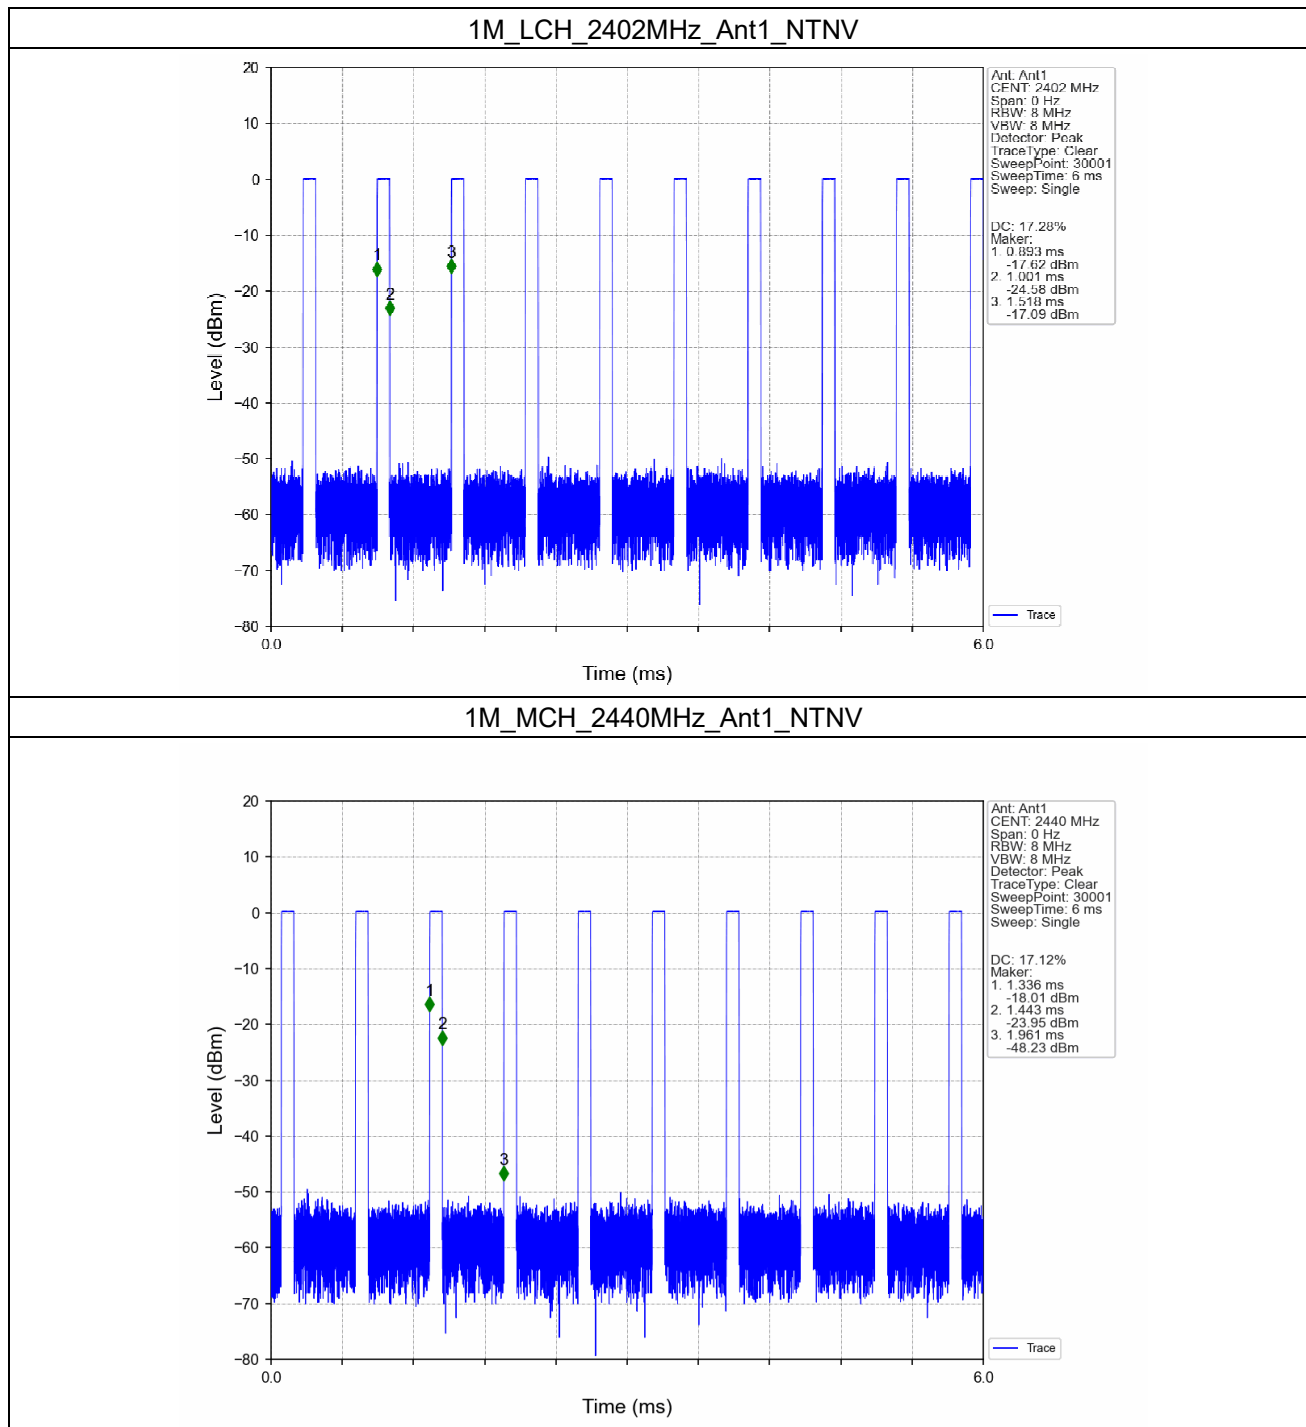 1M_LCH_2402MHz_Ant1_NTNV
20
10
0
−10
−20
−30
−40
−50
−60
−70
−80
Level (dBm)
1
2
3
0.0
6.0
Time (ms)
Ant: Ant1
CENT: 2402 MHz
Span: 0 Hz
RBW: 8 MHz
VBW: 8 MHz
Detector: Peak
TraceType: Clear
SweepPoint: 30001
SweepTime: 6 ms
Sweep: Single
DC: 17.28%
Maker:
1. 0.893 ms
-17.62 dBm
2. 1.001 ms
-24.58 dBm
3. 1.518 ms
-17.09 dBm
Trace
1M_MCH_2440MHz_Ant1_NTNV
20
10
0
−10
−20
−30
−40
−50
−60
−70
−80
Level (dBm)
1
2
3
0.0
6.0
Time (ms)
Ant: Ant1
CENT: 2440 MHz
Span: 0 Hz
RBW: 8 MHz
VBW: 8 MHz
Detector: Peak
TraceType: Clear
SweepPoint: 30001
SweepTime: 6 ms
Sweep: Single
DC: 17.12%
Maker:
1. 1.336 ms
-18.01 dBm
2. 1.443 ms
-23.95 dBm
3. 1.961 ms
-48.23 dBm
Trace